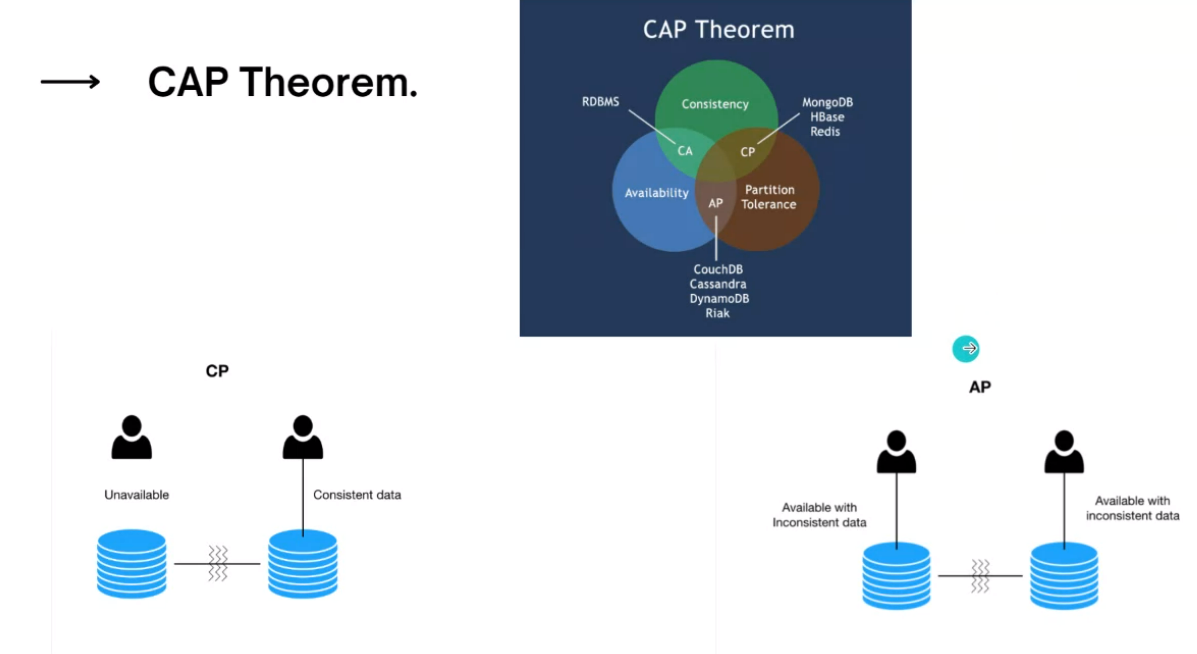 CAP Theorem.
CAP Theorem
RDBMS
Consistency
MongoDB
HBase
Redis
CA
CP
Availability
Partition
Tolerance
AP
CouchDB
Cassandra
DynamoDB
Riak
CP
Unavailable
Consistent data
AP
Available with
Inconsistent data
Available with
inconsistent data